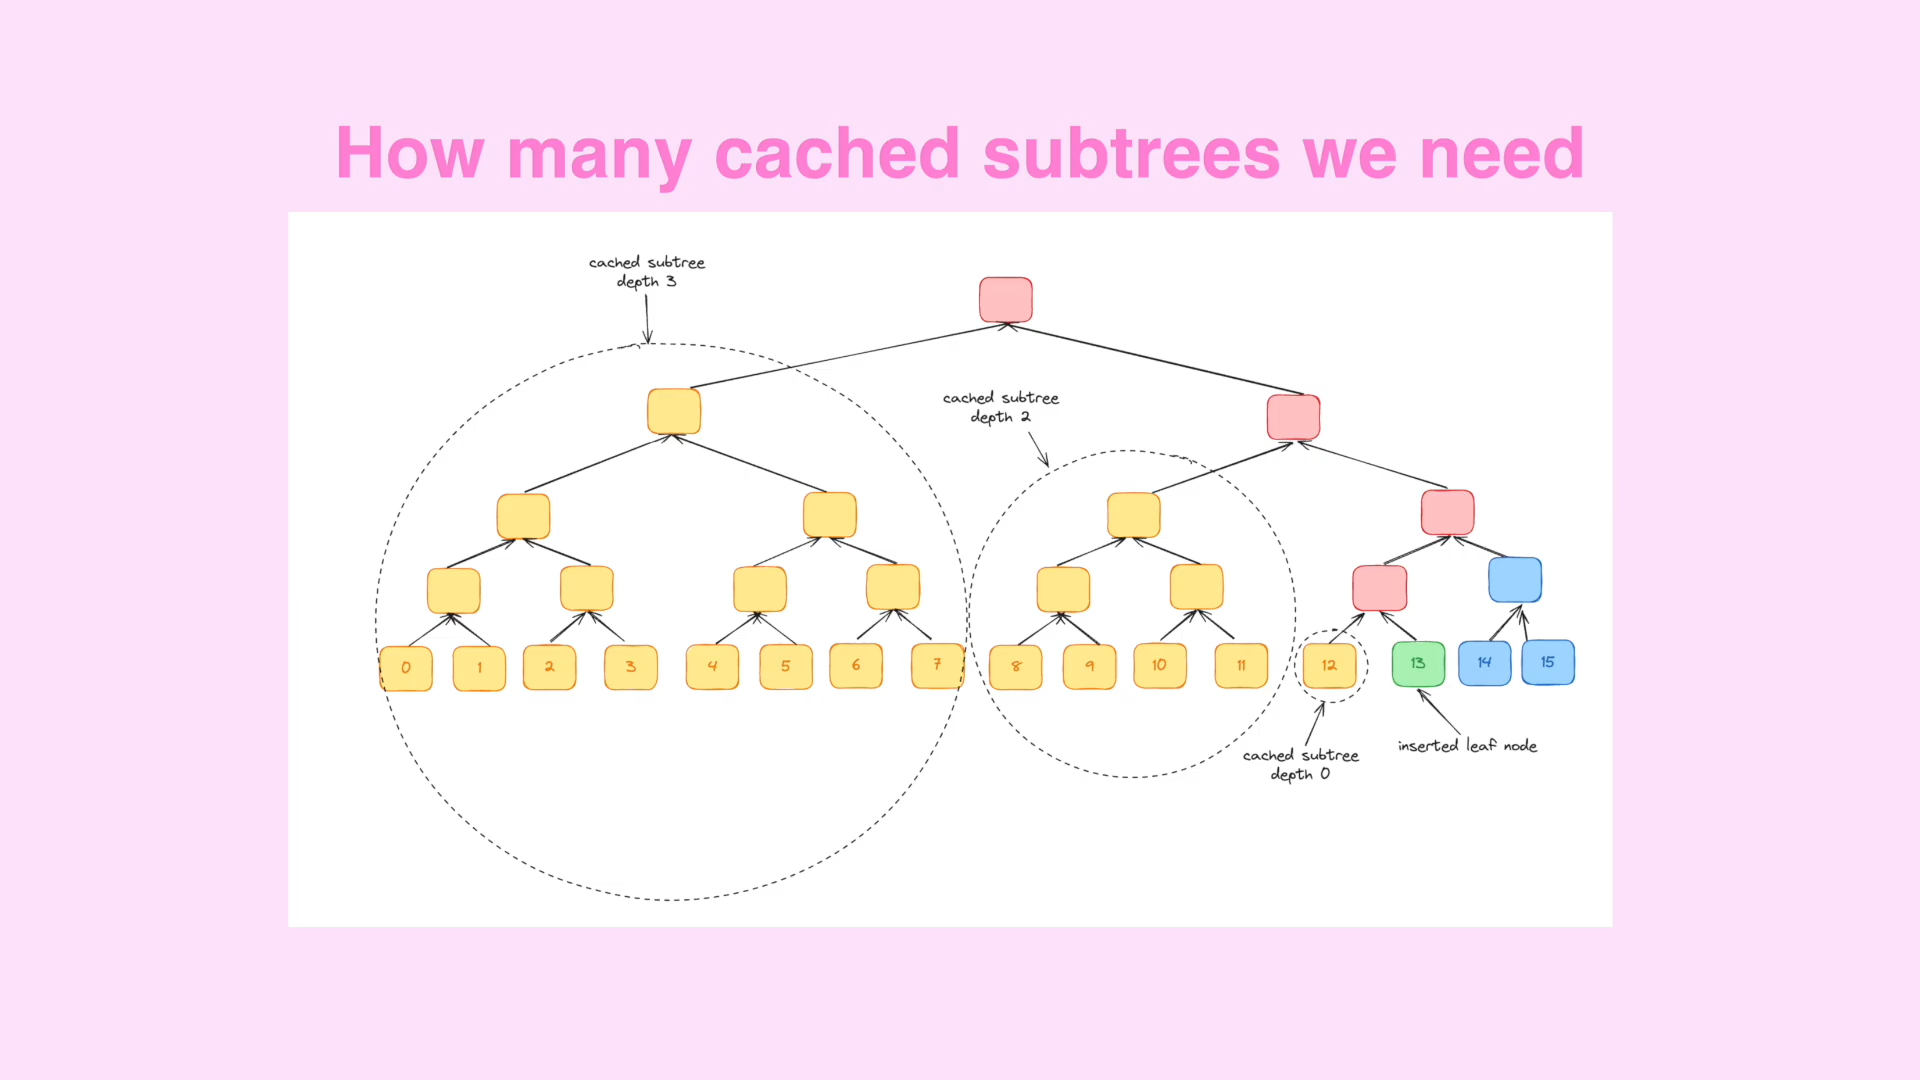 How many cached subtrees we need
cached subtree
depth 3
cached subtree
depth 2
0
1
2
3
4
5
6
7
8
9
10
11
12
13
14
15
cached subtree
depth 0
inserted leaf node